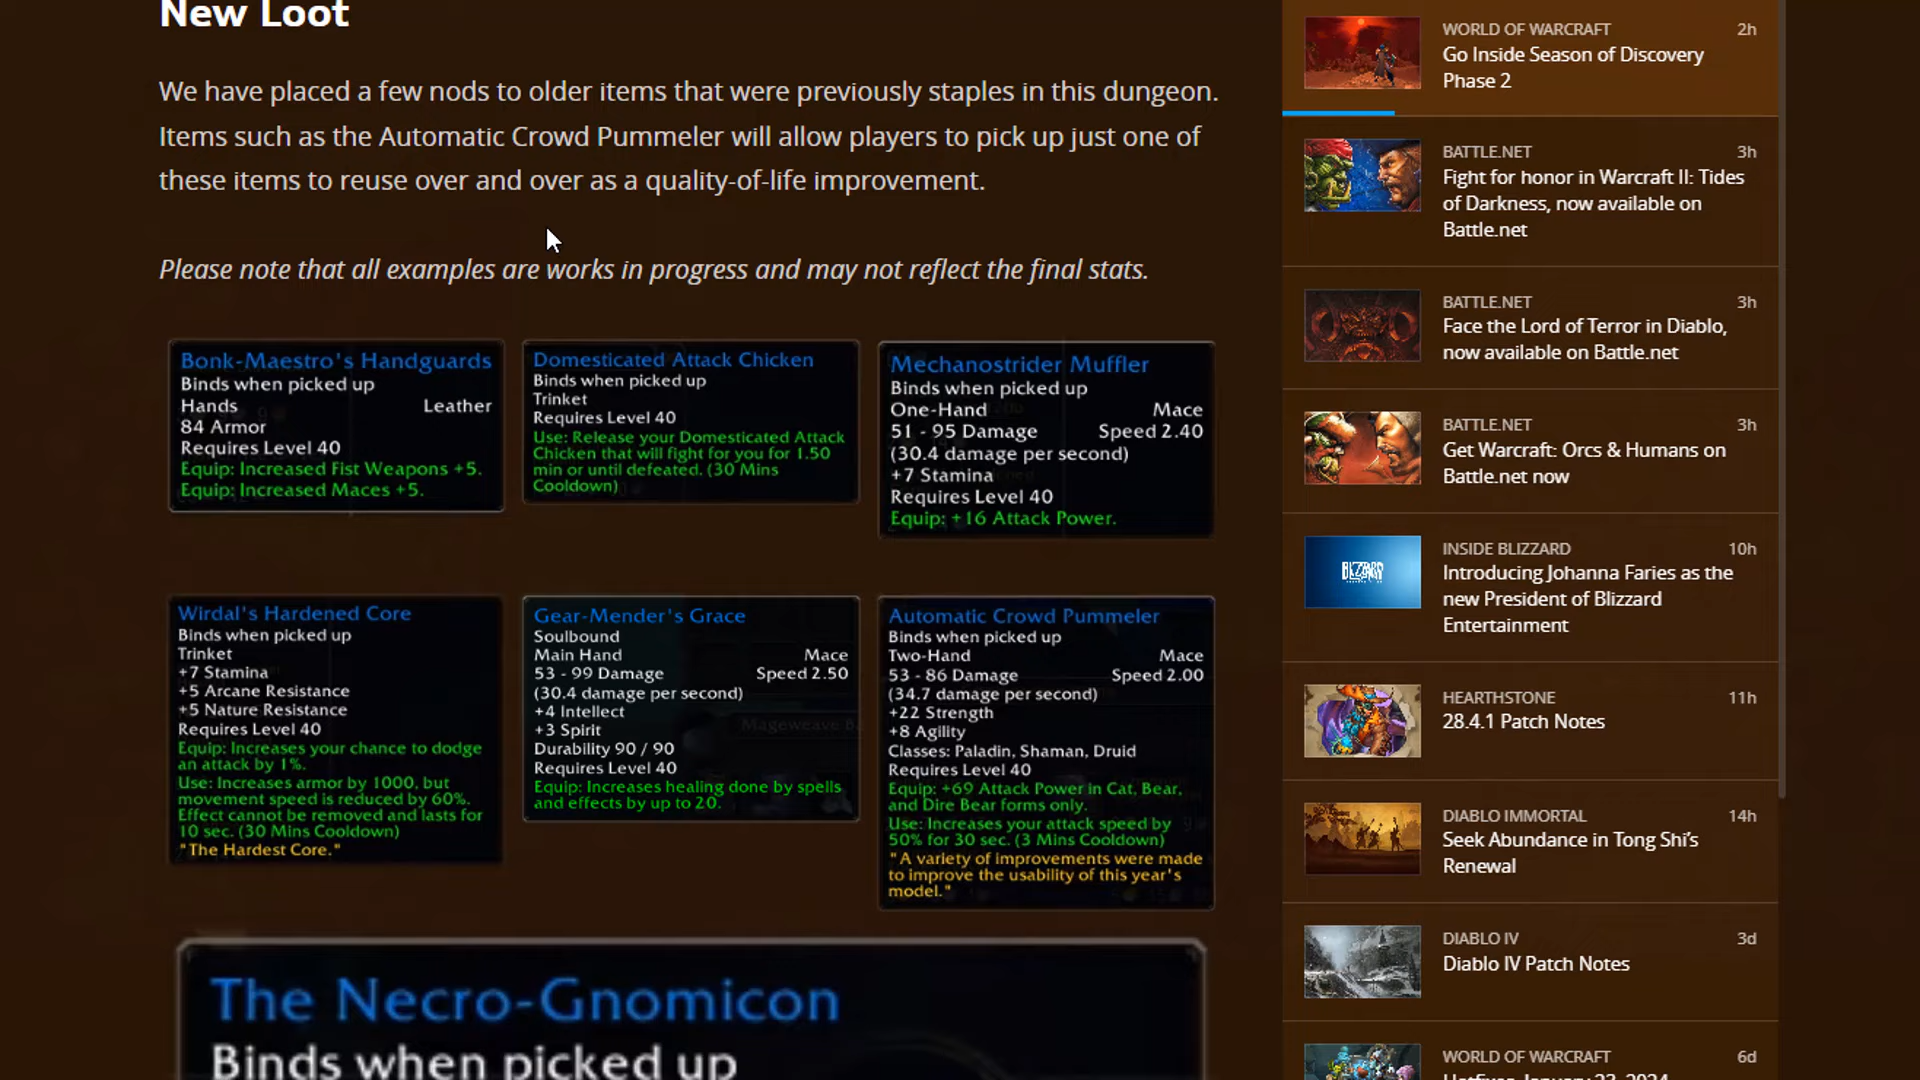 New Loot
We have placed a few nods to older items that were previously staples in this dungeon.
Items such as the Automatic Crowd Pummeler will allow players to pick up just one of
these items to reuse over and over as a quality-of-life improvement.
Please note that all examples are works in progress and may not reflect the final stats.
Bonk-Maestro's Handguards
Binds when picked up
Hands Leather
84 Armor
Requires Level 40
Equip: Increased Fist Weapons +5.
Equip: Increased Maces +5.
Domesticated Attack Chicken
Binds when picked up
Trinket
Requires Level 40
Use: Release your Domesticated Attack
Chicken that will fight for you for 1.50
min or until defeated. (30 Mins
Cooldown)
Mechanostrider Muffler
Binds when picked up
One-Hand Mace
51 - 95 Damage Speed 2.40
(30.4 damage per second)
+7 Stamina
Requires Level 40
Equip: +16 Attack Power.
Wirdal's Hardened Core
Binds when picked up
Trinket
+7 Stamina
+5 Arcane Resistance
+5 Nature Resistance
Requires Level 40
Equip: Increases your chance to dodge
an attack by 1%.
Use: Increases armor by 1000, but
movement speed is reduced by 60%.
Effect cannot be removed and lasts for
10 sec. (30 Mins Cooldown)
"The Hardest Core."
Gear-Mender's Grace
Soulbound
Main Hand Mace
53 - 99 Damage Speed 2.50
(30.4 damage per second)
+4 Intellect
+3 Spirit
Durability 90 / 90
Requires Level 40
Equip: Increases healing done by spells
and effects by up to 20.
Automatic Crowd Pummeler
Binds when picked up
Two-Hand Mace
53 - 86 Damage Speed 2.00
(34.7 damage per second)
+22 Strength
+8 Agility
Classes: Paladin, Shaman, Druid
Requires Level 40
Equip: +69 Attack Power in Cat, Bear,
and Dire Bear forms only.
Use: Increases your attack speed by
50% for 30 sec. (3 Mins Cooldown)
"A variety of improvements were made
to improve the usability of this year's
model."
The Necro-Gnomicon
Binds when picked up
WORLD OF WARCRAFT 2h
Go Inside Season of Discovery
Phase 2
BATTLE.NET 3h
Fight for honor in Warcraft II: Tides
of Darkness, now available on
Battle.net
BATTLE.NET 3h
Face the Lord of Terror in Diablo,
now available on Battle.net
BATTLE.NET 3h
Get Warcraft: Orcs & Humans on
Battle.net now
BLIZZARD
INSIDE BLIZZARD 10h
Introducing Johanna Faries as the
new President of Blizzard
Entertainment
HEARTHSTONE 11h
28.4.1 Patch Notes
DIABLO IMMORTAL 14h
Seek Abundance in Tong Shi's
Renewal
DIABLO IV 3d
Diablo IV Patch Notes
WORLD OF WARCRAFT 6d